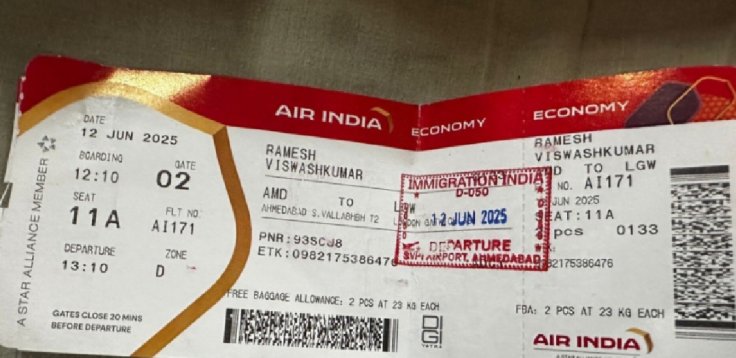 AIR INDIA
ECONOMY
ECONOMY
A STAR ALLIANCE MEMBER
DATE
12 JUN 2025
BOARDING
12:10
GATE
02
SEAT
11A
FLT NO.
AI171
DEPARTURE
13:10
ZONE
D
GATES CLOSE 20 MINS
BEFORE DEPARTURE
RAMESH
VISWASHKUMAR
AMD TO LGW
AHMEDABAD S.VALLABHBH T2 LONDON
PNR:93SC
ETK:0982175386476
FREE BAGGAGE ALLOWANCE: 2 PCS AT 23 KG EACH
DIGI
YATRA
IMMIGRATION INDIA
D-050
12 JUN 2025
DEPARTURE
SVPI AIRPORT, AHMEDABAD
RAMESH
VISWASHKUMAR
TO LGW
NO. AI171
JUN 2025
SEAT:11A
pcs 0133
82175386476
FBA: 2 PCS AT 23 KG EACH
AIR INDIA